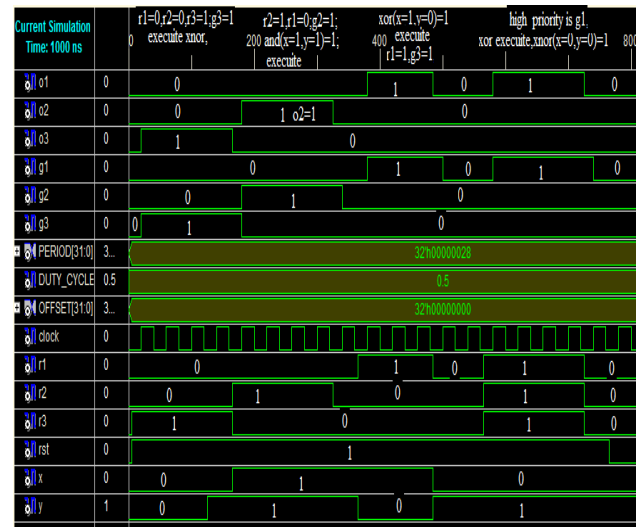 Current Simulation
Time: 1000 ns
r1=0,r2=0,r3=1;g3=1
execuite xnor,
r2=1,r1=0;g2=1;
and(x=1,y=1)=1;
execuite
xor(x=1,y=0)=1
execuite
r1=1,g3=1
high priority is g1,
xor execuite,xnor(x=0,y=0)=1
0 200 400 800
o1 0 0 1 0 1 0
o2 0 0 1 o2=1 0
o3 0 1 0
g1 0 0 1 0 1 0
g2 0 0 1 0
g3 0 0 1 0
PERIOD[31:0] 3... 32'h00000028
DUTY_CYCLE 0.5 0.5
OFFSET[31:0] 3... 32'h00000000
clock 0
r1 0 0 1 0 1 0
r2 0 0 1 0 1 0
r3 0 1 0 1 0
rst 0 1
x 0 0 1 0
y 1 0 1 0 1